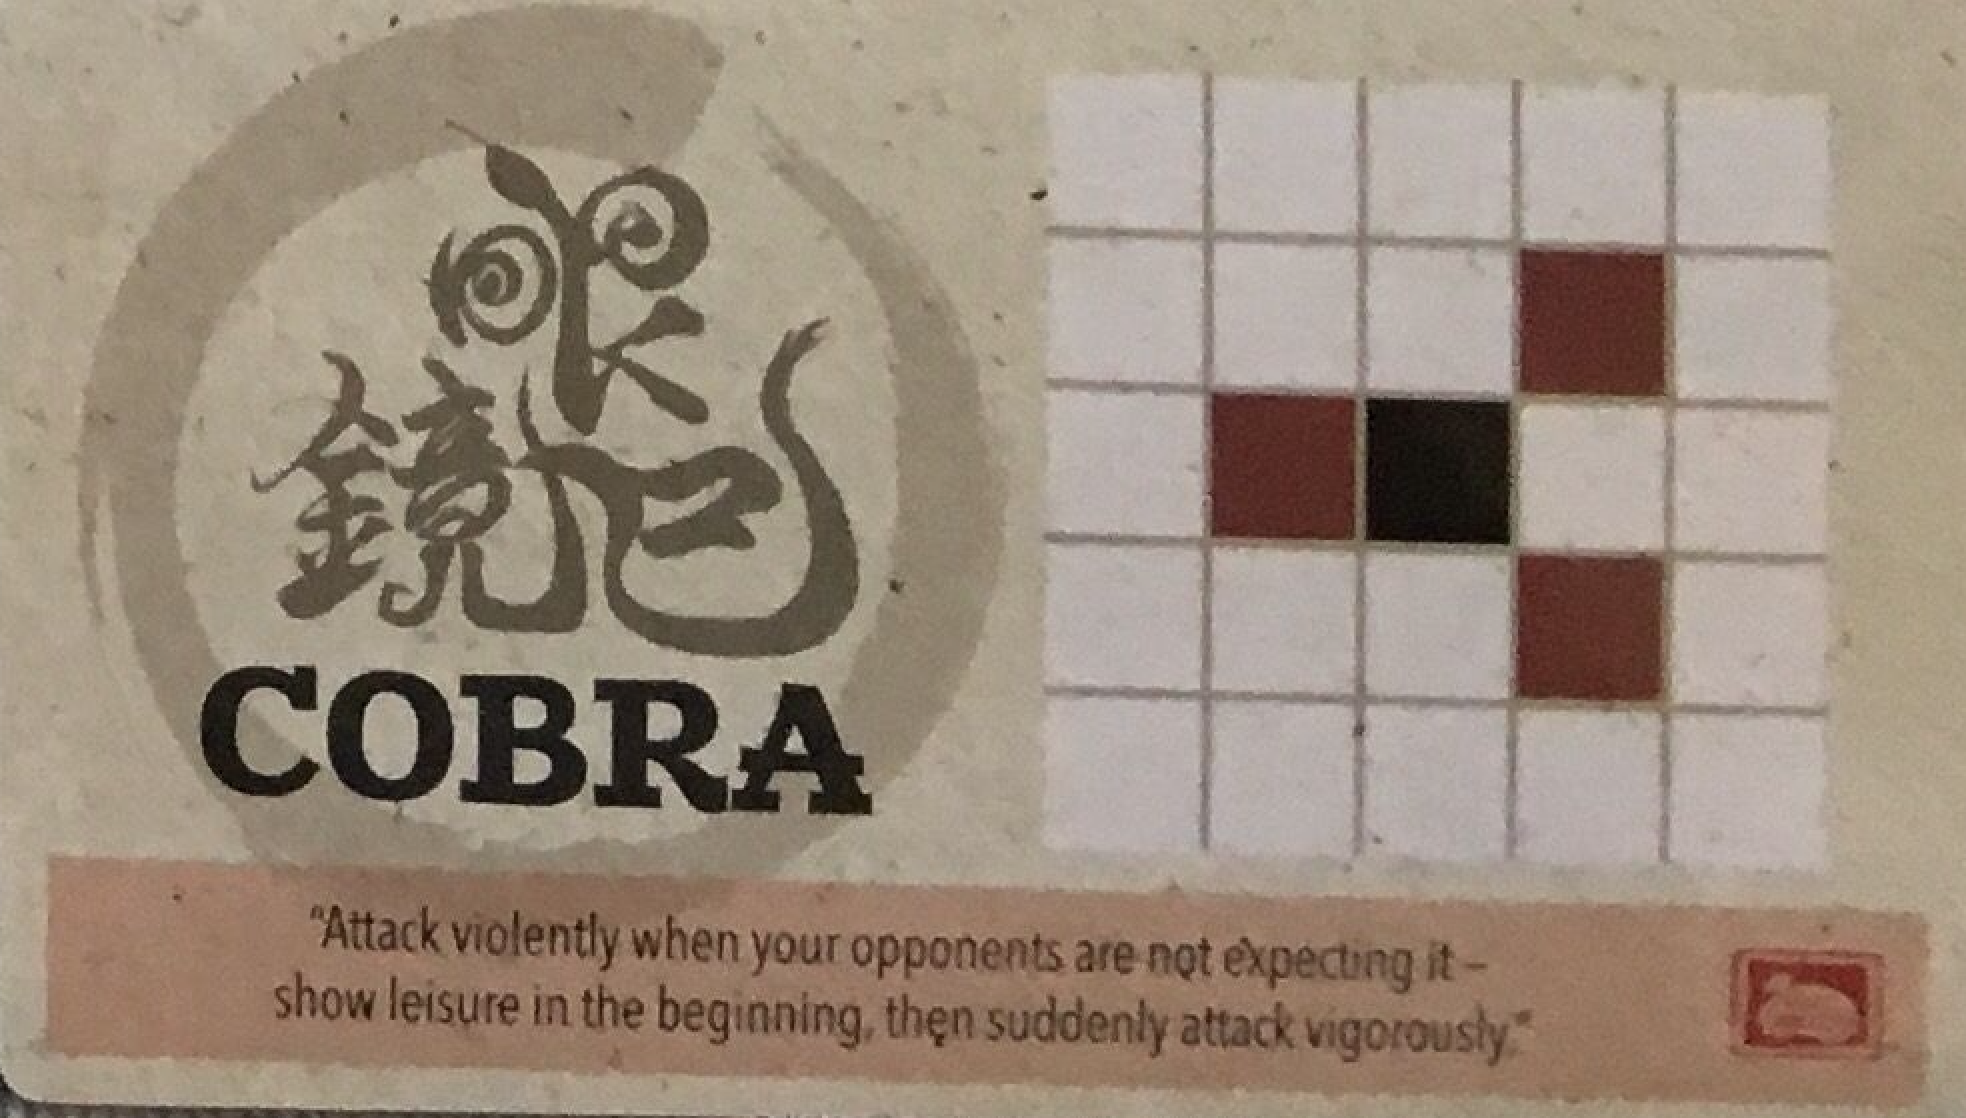 眼
鏡 
COBRA
“Attack violently when your opponents are not expecting it –
show leisure in the beginning, then suddenly attack vigorously.”